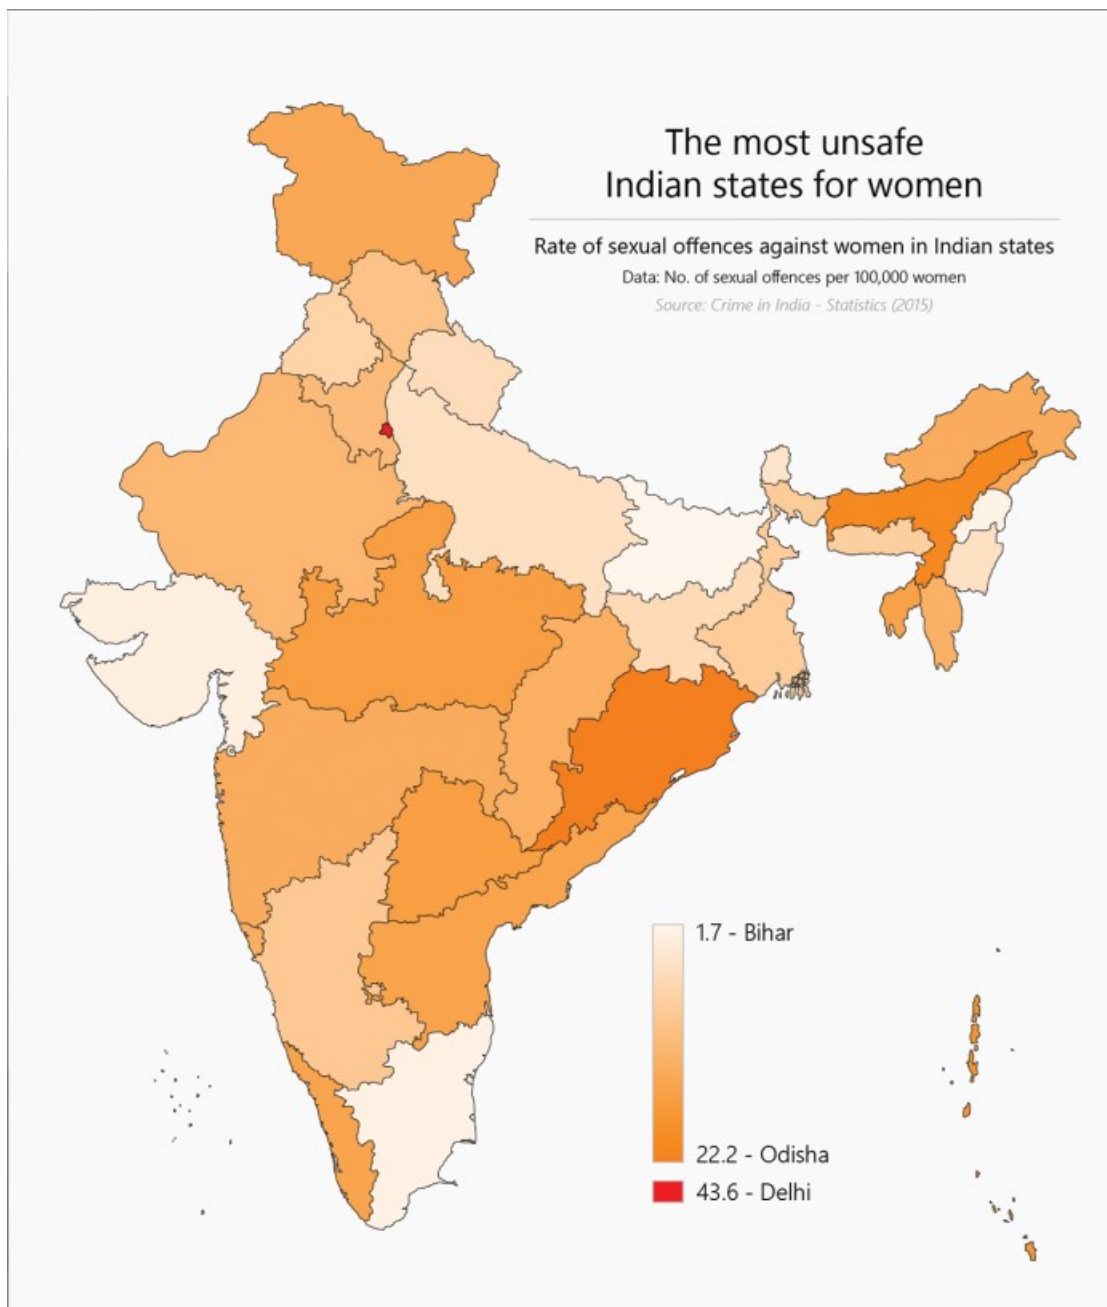 The most unsafe
Indian states for women
Rate of sexual offences against women in Indian states
Data: No. of sexual offences per 100,000 women
Source: Crime in India - Statistics (2015)
1.7 - Bihar
22.2 - Odisha
43.6 - Delhi